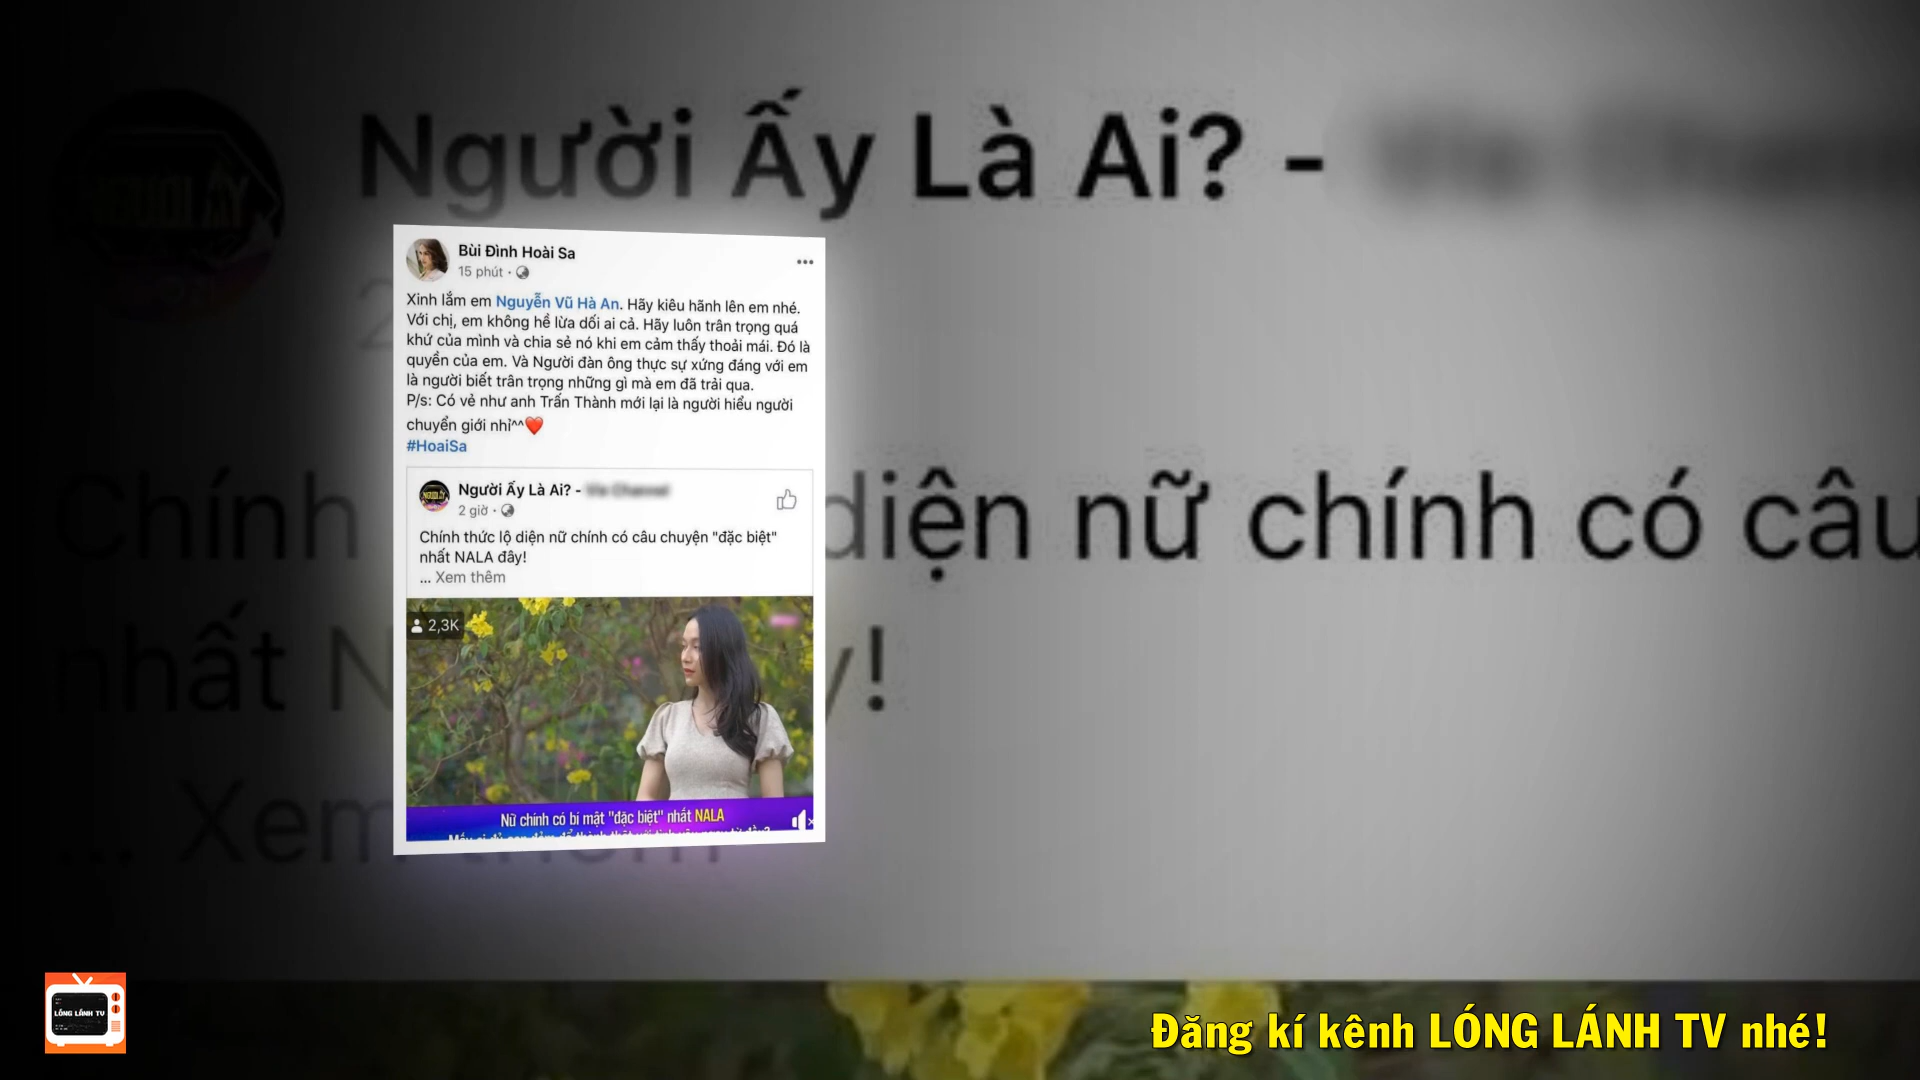 Người Ấy Là Ai? -
Bùi Đình Hoài Sa
15 phút ·
Xinh lắm em Nguyễn Vũ Hà An. Hãy kiêu hãnh lên em nhé.
Với chị, em không hề lừa dối ai cả. Hãy luôn trân trọng quá
khứ của mình và chia sẻ nó khi em cảm thấy thoải mái. Đó là
quyền của em. Và Người đàn ông thực sự xứng đáng với em
là người biết trân trọng những gì mà em đã trải qua.
P/s: Có vẻ như anh Trấn Thành mới lại là người hiểu người
chuyển giới nhỉ^^❤️
#HoaiSa
Người Ấy Là Ai? - Vie Channel
2 giờ ·
Chính thức lộ diện nữ chính có câu chuyện "đặc biệt"
nhất NALA đây!
... Xem thêm
2,3K
Nữ chính có bí mật "đặc biệt" nhất NALA
Chính diện nữ chính có câu
nhất N y!
... Xem thêm
LÓNG LÁNH TV
Đăng kí kênh LÓNG LÁNH TV nhé!